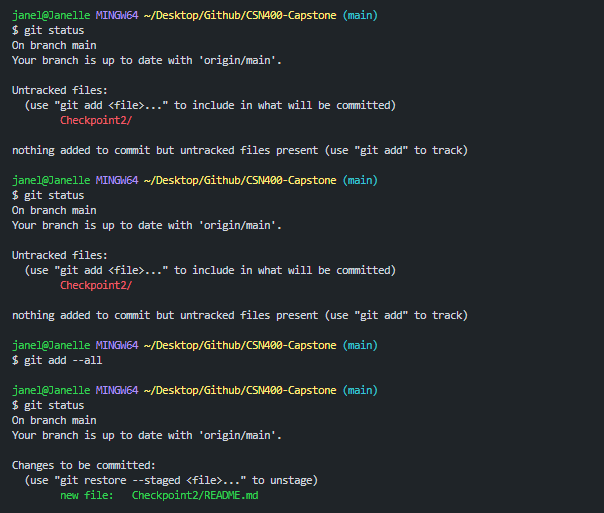 janel@Janelle MINGW64 ~/Desktop/Github/CSN400-Capstone (main)
$ git status
On branch main
Your branch is up to date with 'origin/main'.

Untracked files:
  (use "git add <file>..." to include in what will be committed)
        Checkpoint2/

nothing added to commit but untracked files present (use "git add" to track)

janel@Janelle MINGW64 ~/Desktop/Github/CSN400-Capstone (main)
$ git status
On branch main
Your branch is up to date with 'origin/main'.

Untracked files:
  (use "git add <file>..." to include in what will be committed)
        Checkpoint2/

nothing added to commit but untracked files present (use "git add" to track)

janel@Janelle MINGW64 ~/Desktop/Github/CSN400-Capstone (main)
$ git add --all

janel@Janelle MINGW64 ~/Desktop/Github/CSN400-Capstone (main)
$ git status
On branch main
Your branch is up to date with 'origin/main'.

Changes to be committed:
  (use "git restore --staged <file>..." to unstage)
        new file:   Checkpoint2/README.md